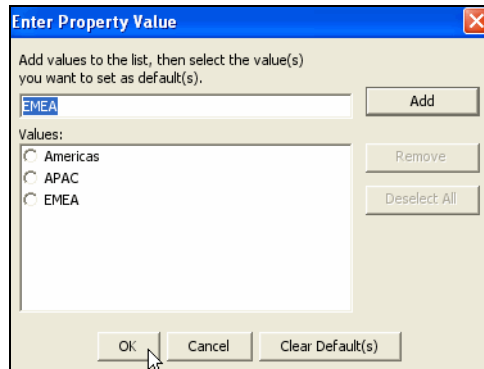 Enter Property Value
Add values to the list, then select the value(s)
you want to set as default(s).
EMEA
Add
Values:
Americas
APAC
EMEA
Remove
Deselect All
OK
Cancel
Clear Default(s)